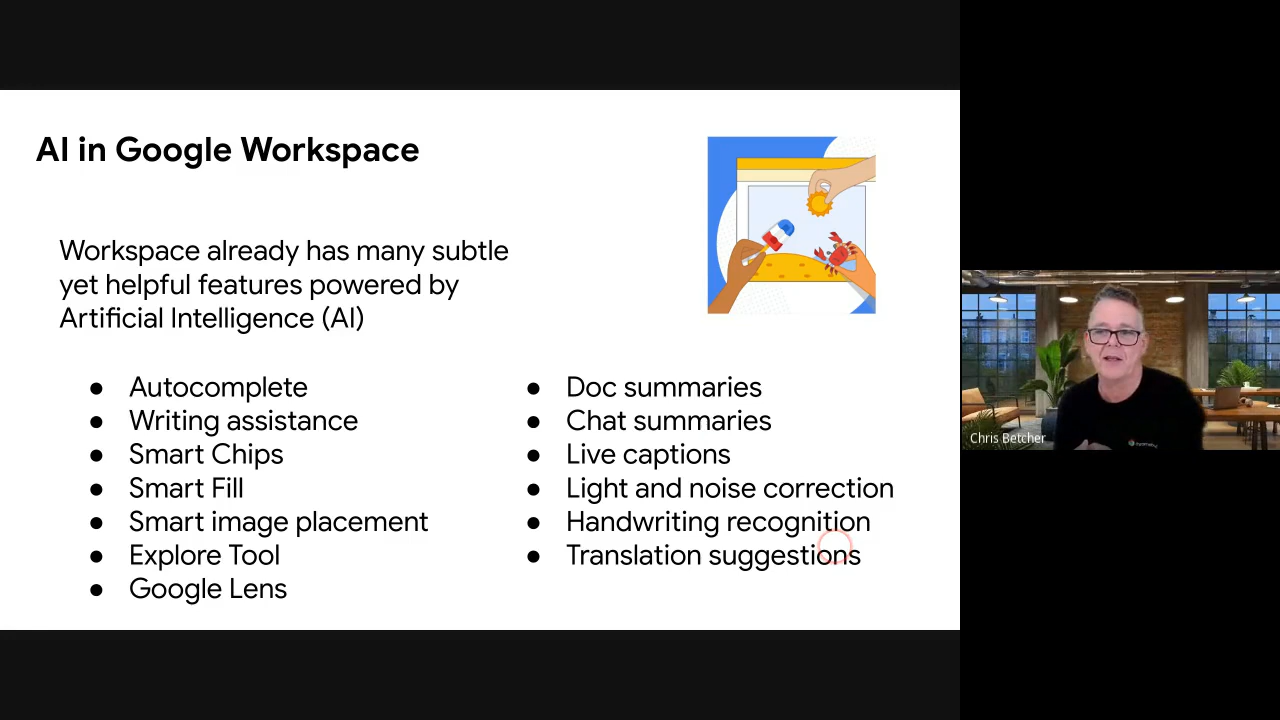 AI in Google Workspace
Workspace already has many subtle
yet helpful features powered by
Artificial Intelligence (AI)
● Autocomplete
● Writing assistance
● Smart Chips
● Smart Fill
● Smart image placement
● Explore Tool
● Google Lens
● Doc summaries
● Chat summaries
● Live captions
● Light and noise correction
● Handwriting recognition
● Translation suggestions
Chris Betcher